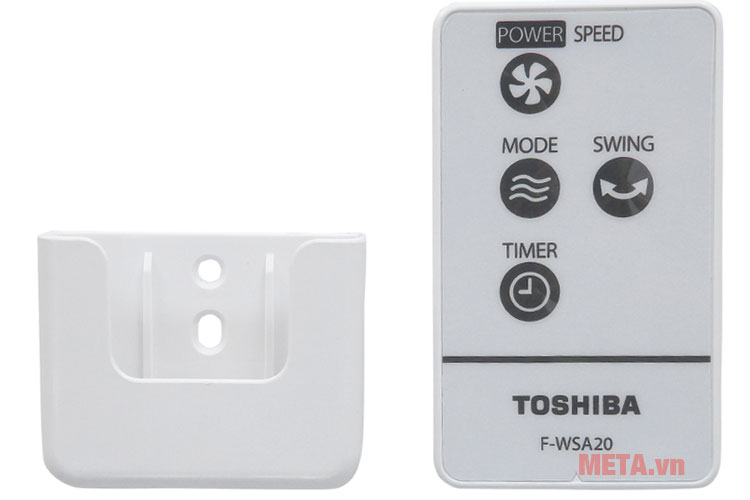 POWER SPEED
MODE SWING
TIMER
TOSHIBA
F-WSA20
META.vn